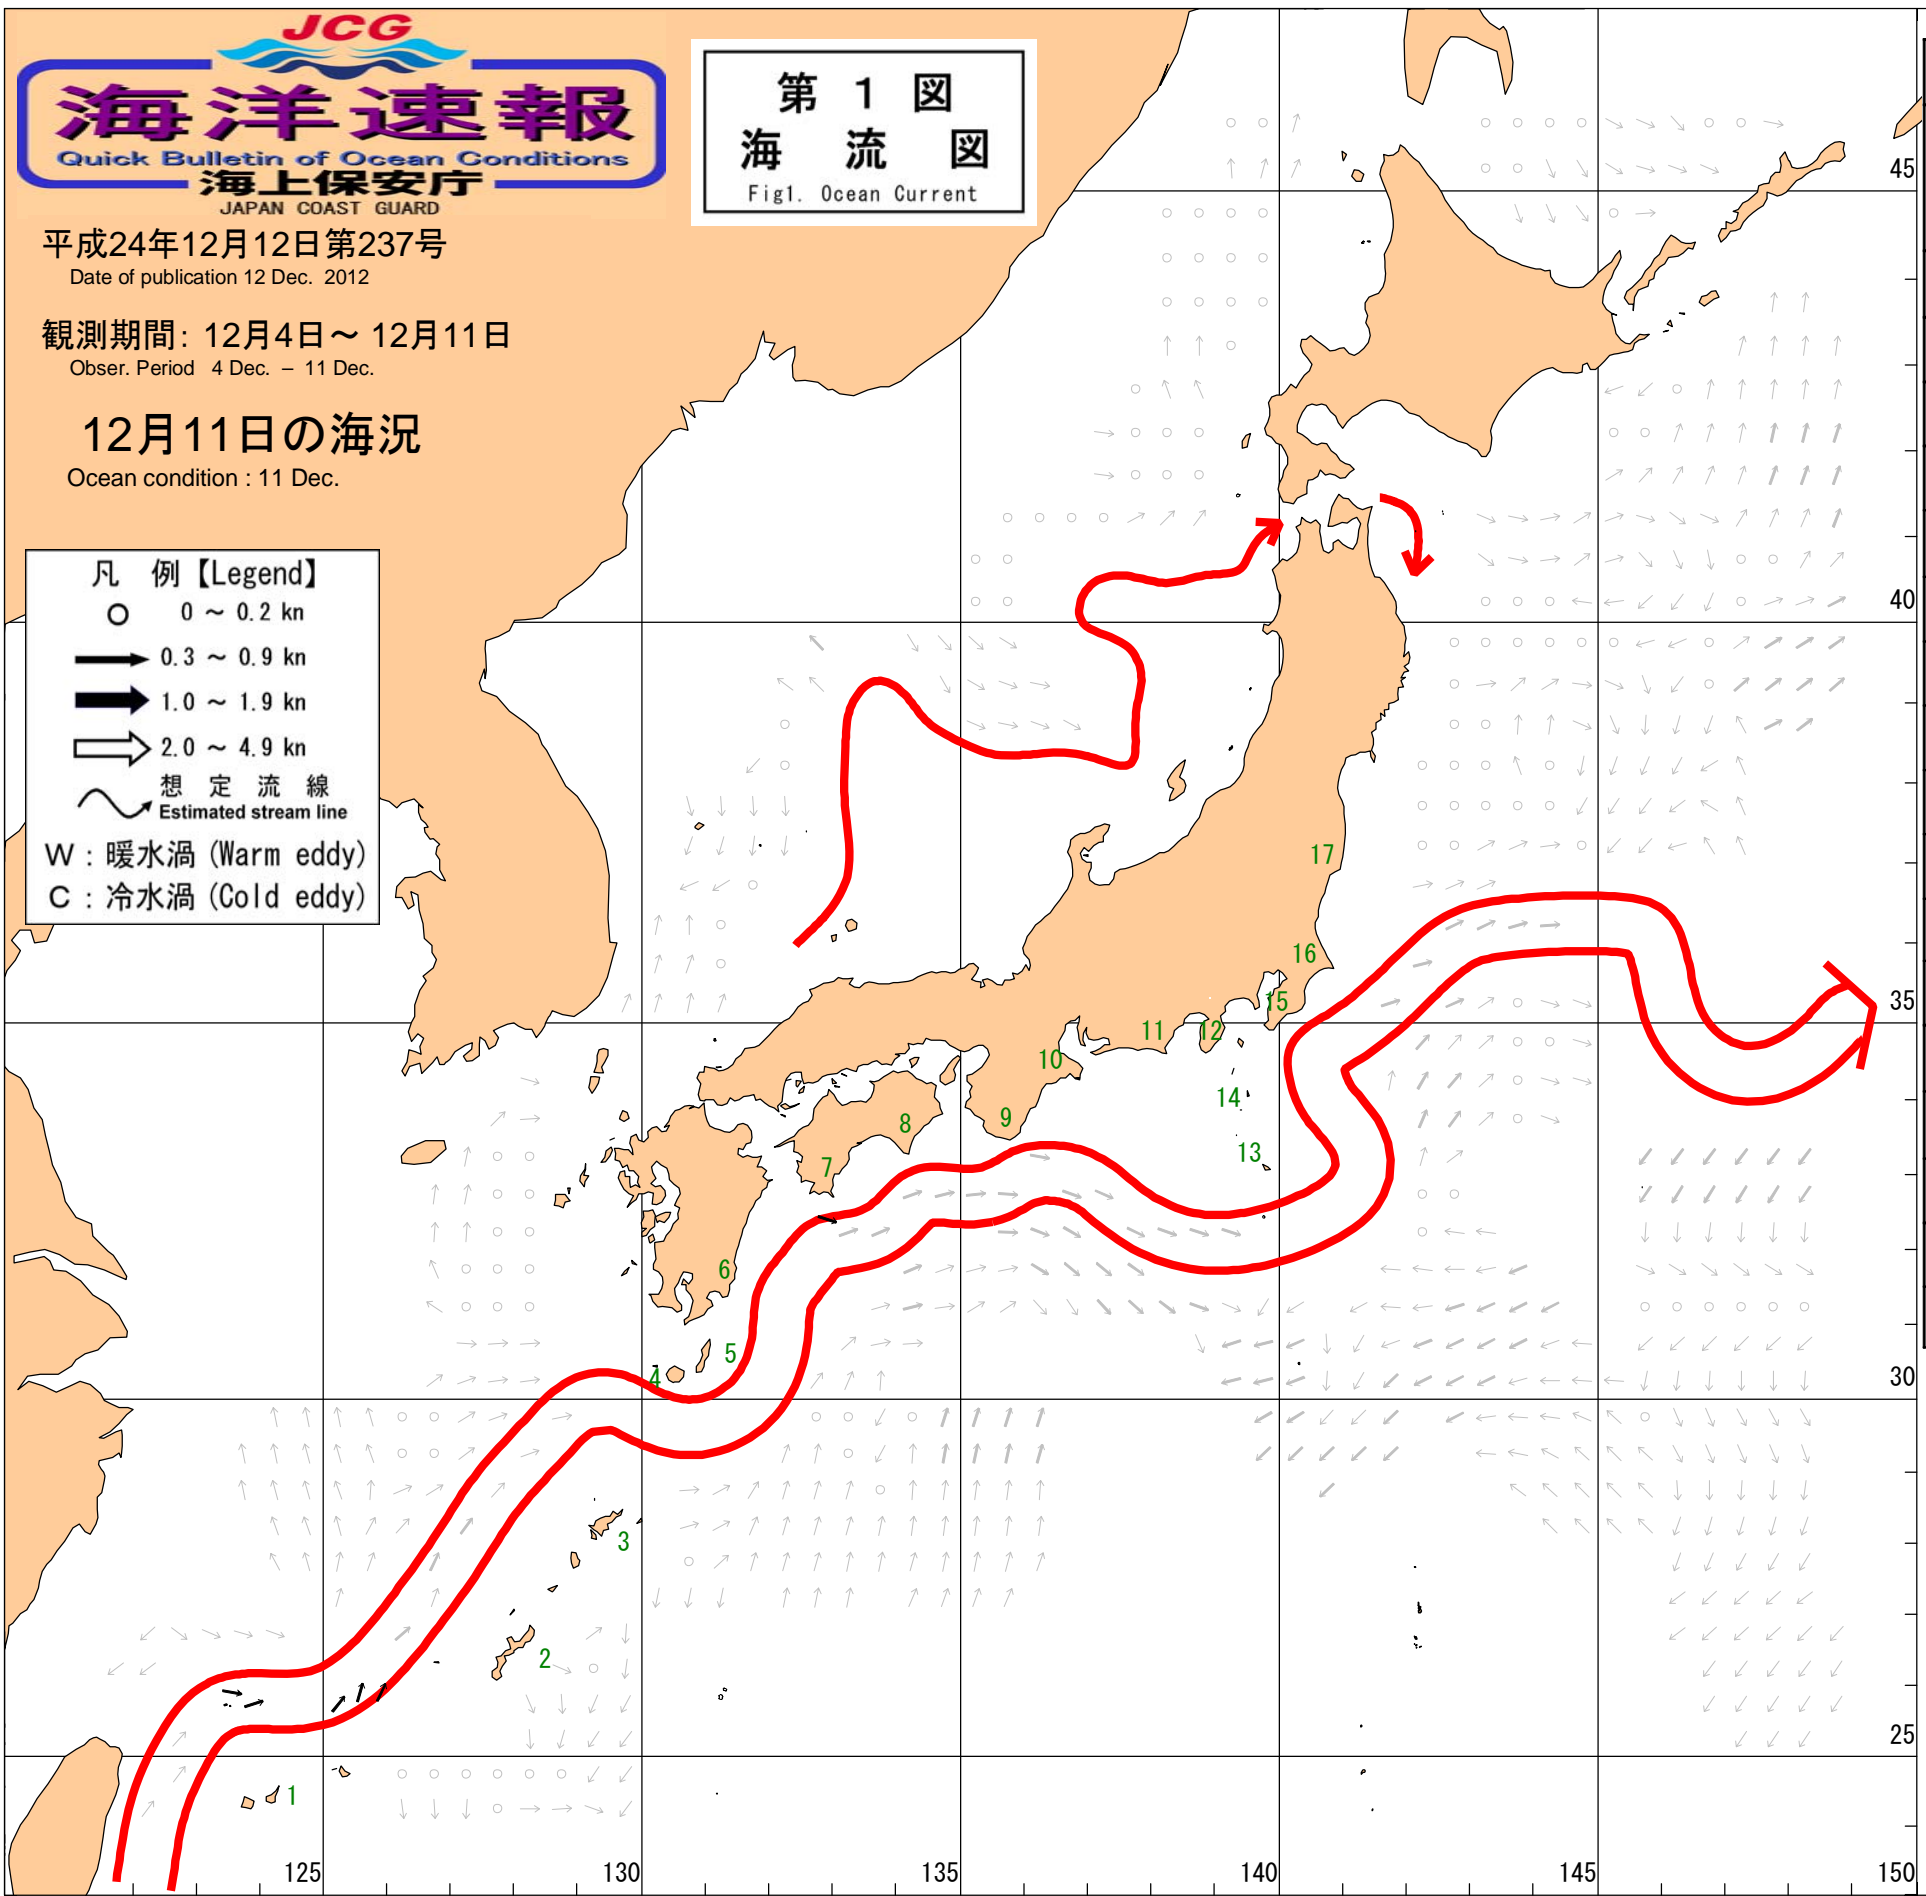 JCG
海洋速報
Quick Bulletin of Ocean Conditions
海上保安庁
JAPAN COAST GUARD
第 1 図
海 流 図
Fig1. Ocean Current
平成24年12月12日第237号
Date of publication 12 Dec. 2012
観測期間: 12月4日～ 12月11日
Obser. Period 4 Dec. – 11 Dec.
12月11日の海況
Ocean condition : 11 Dec.
凡 例【Legend】
0 ～ 0.2 kn
0.3 ～ 0.9 kn
1.0 ～ 1.9 kn
2.0 ～ 4.9 kn
想 定 流 線
Estimated stream line
W : 暖水渦 (Warm eddy)
C : 冷水渦 (Cold eddy)
45
40
17
16
35
15
12
11
10
14
9
8
13
7
6
5
4
30
3
2
25
1
125
130
135
140
145
150